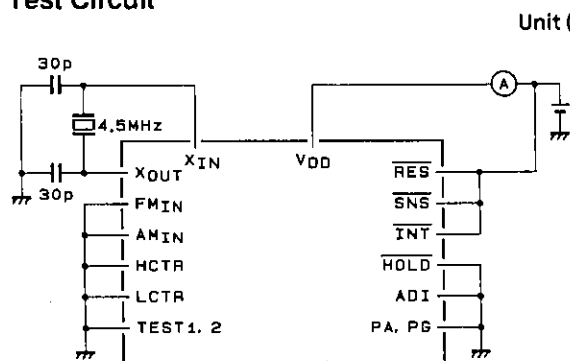 Test Circuit
Unit (
30p
A
4.5MHz
XIN
VDD
XOUT
RES
30p
FMIN
SNS
AMIN
INT
HCTR
HOLD
LCTR
ADI
TEST1, 2
PA, PG